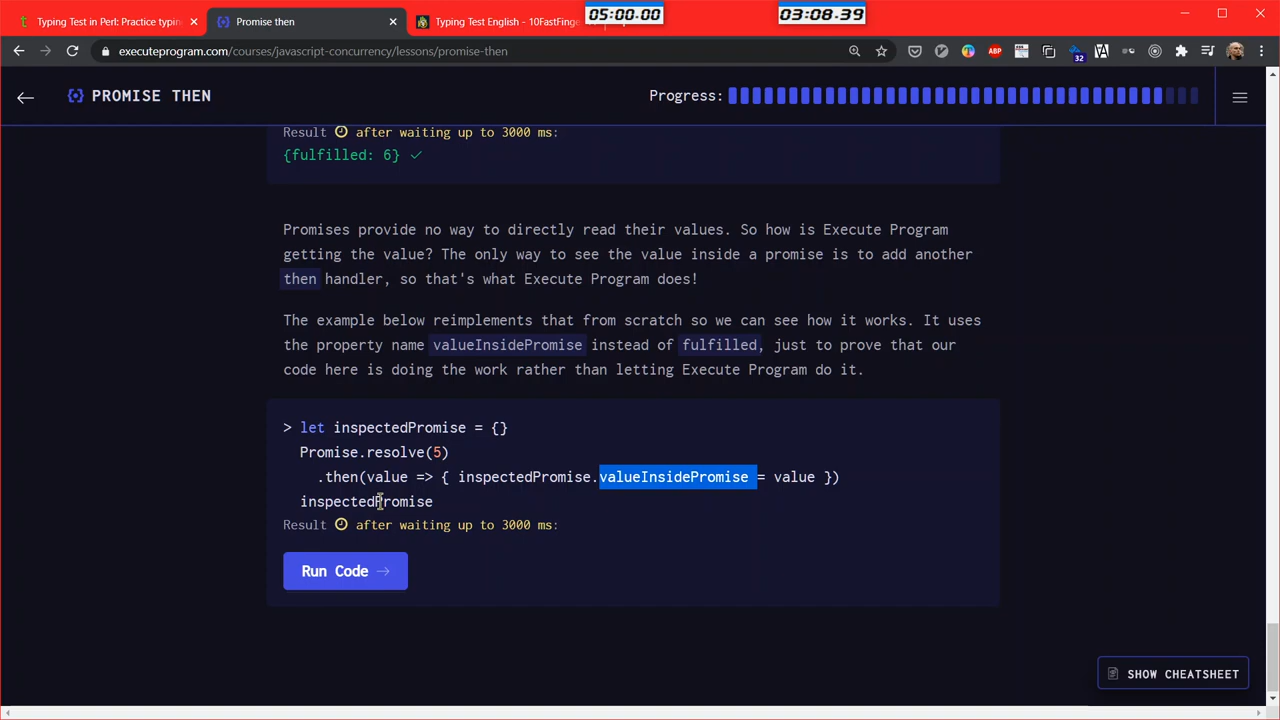 05:00.00
03:08.39
Typing Test in Perl: Practice typin
Promise then
Typing Test English - 10FastFinge
executeprogram.com/courses/javascript-concurrency/lessons/promise-then
ABP
32
PROMISE THEN
Progress:
Result after waiting up to 3000 ms:
{fulfilled: 6}
Promises provide no way to directly read their values. So how is Execute Program
getting the value? The only way to see the value inside a promise is to add another
then handler, so that's what Execute Program does!
The example below reimplements that from scratch so we can see how it works. It uses
the property name valueInsidePromise instead of fulfilled, just to prove that our
code here is doing the work rather than letting Execute Program do it.
> let inspectedPromise = {}
Promise.resolve(5)
.then(value => { inspectedPromise.valueInsidePromise = value })
inspectedPromise
Result after waiting up to 3000 ms:
Run Code
SHOW CHEATSHEET